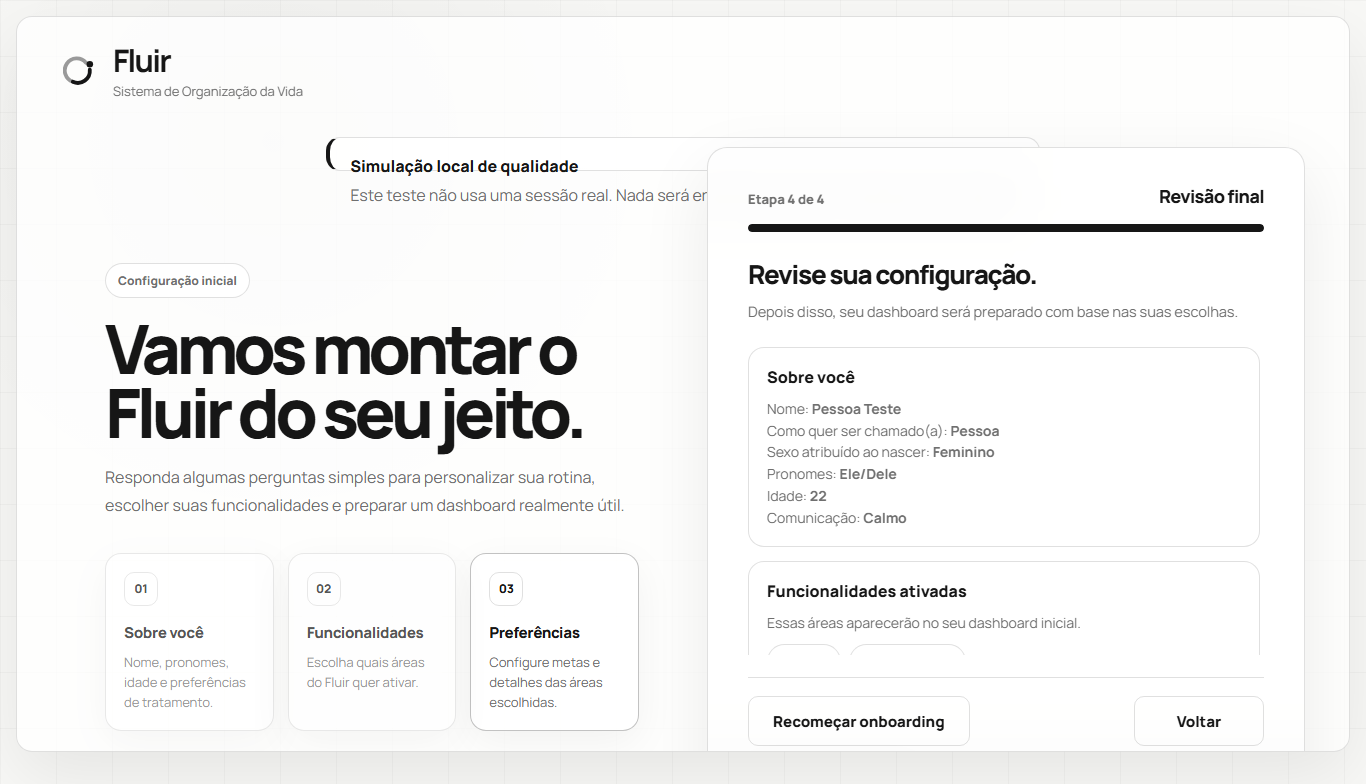 Fluir
Sistema de Organização da Vida
Simulação local de qualidade
Este teste não usa uma sessão real. Nada será
Configuração inicial
Vamos montar o
Fluir do seu jeito.
Responda algumas perguntas simples para personalizar sua rotina,
escolher suas funcionalidades e preparar um dashboard realmente útil.
01
Sobre você
Nome, pronomes,
idade e preferências
de tratamento.
02
Funcionalidades
Escolha quais áreas
do Fluir quer ativar.
03
Preferências
Configure metas e
detalhes das áreas
escolhidas.
Etapa 4 de 4
Revisão final
Revise sua configuração.
Depois disso, seu dashboard será preparado com base nas suas escolhas.
Sobre você
Nome: Pessoa Teste
Como quer ser chamado(a): Pessoa
Sexo atribuído ao nascer: Feminino
Pronomes: Ele/Dele
Idade: 22
Comunicação: Calmo
Funcionalidades ativadas
Essas áreas aparecerão no seu dashboard inicial.
Recomeçar onboarding
Voltar